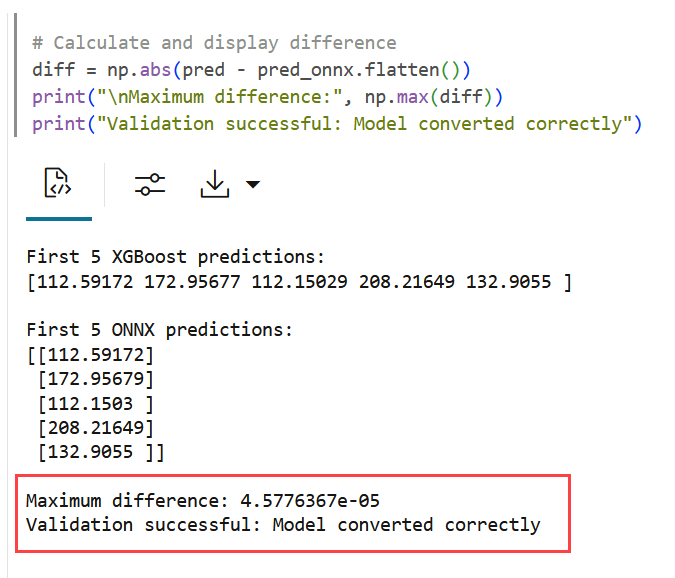 # Calculate and display difference
diff = np.abs(pred - pred_onnx.flatten())
print("\nMaximum difference:", np.max(diff))
print("Validation successful: Model converted correctly")
First 5 XGBoost predictions:
[112.59172 172.95677 112.15029 208.21649 132.9055 ]
First 5 ONNX predictions:
[[112.59172]
 [172.95679]
 [112.1503 ]
 [208.21649]
 [132.9055 ]]
Maximum difference: 4.5776367e-05
Validation successful: Model converted correctly